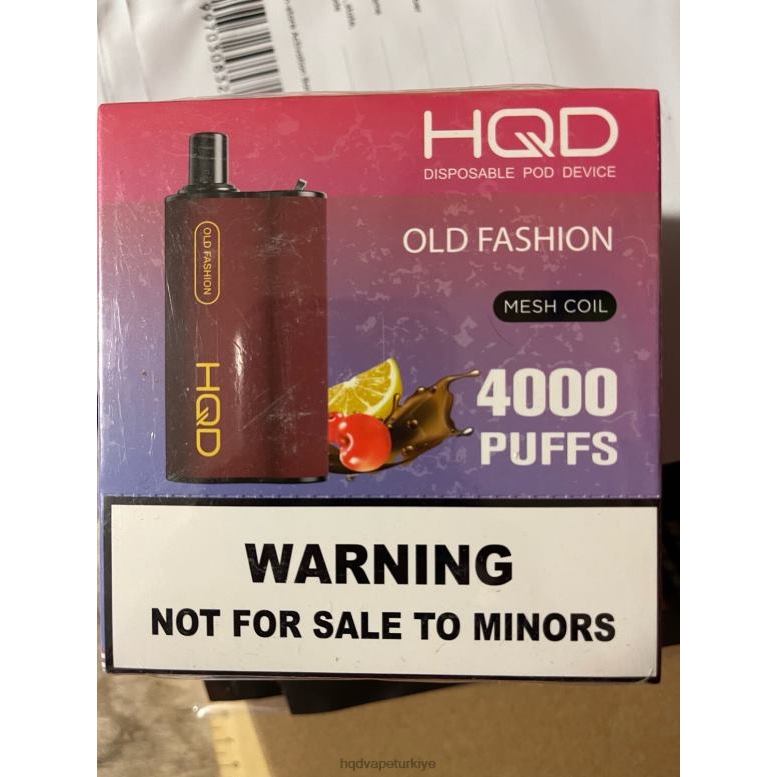 HQD
DISPOSABLE POD DEVICE
OLD FASHION
OLD FASHION
MESH COIL
HQD
4000
PUFFS
WARNING
NOT FOR SALE TO MINORS
hqdvapeturkiye